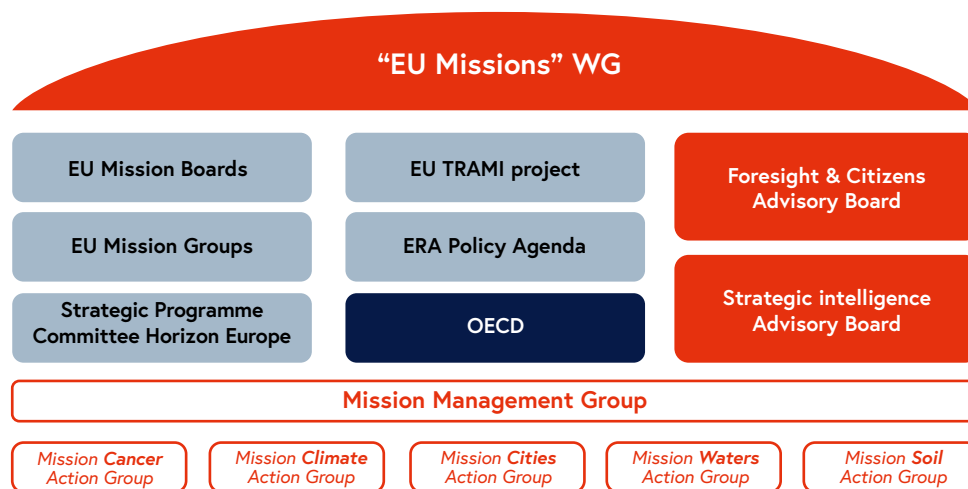 “EU Missions” WG
EU Mission Boards
EU TRAMI project
Foresight & Citizens
Advisory Board
EU Mission Groups
ERA Policy Agenda
Strategic Programme
Committee Horizon Europe
OECD
Strategic intelligence
Advisory Board
Mission Management Group
Mission Cancer
Action Group
Mission Climate
Action Group
Mission Cities
Action Group
Mission Waters
Action Group
Mission Soil
Action Group